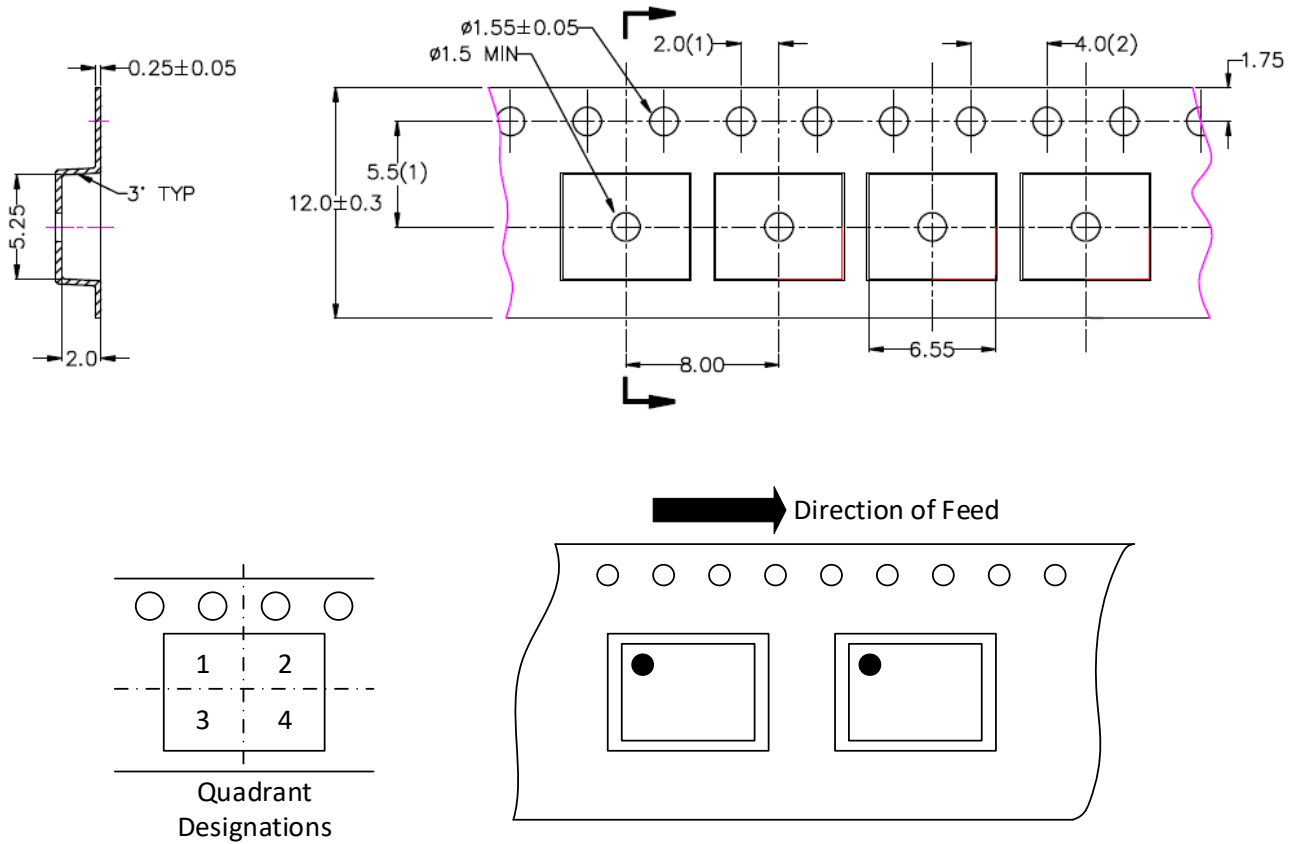 ø1.55±0.05
ø1.5 MIN
2.0(1)
4.0(2)
1.75
0.25±0.05
5.5(1)
3° TYP
12.0±0.3
5.25
2.0
6.55
8.00
Direction of Feed
1 2
3 4
Quadrant
Designations